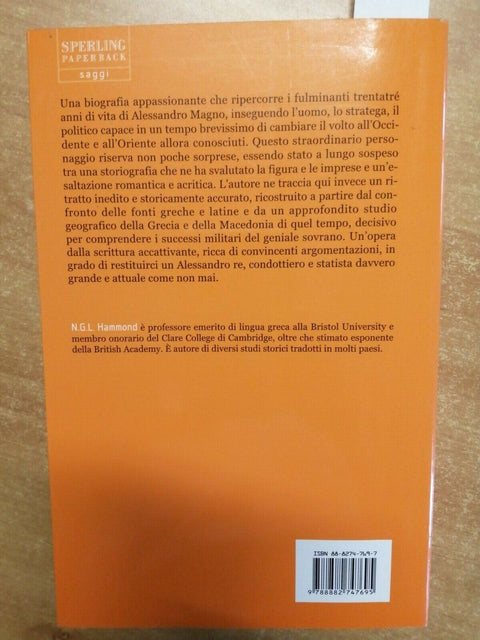 SPERLING
PAPERBACK
saggi
Una biografia appassionante che ripercorre i fulminanti trentatré
anni di vita di Alessandro Magno, inseguendo l'uomo, lo stratega, il
politico capace in un tempo brevissimo di cambiare il volto all'Occi-
dente e all'Oriente allora conosciuti. Questo straordinario perso-
naggio riserva non poche sorprese, essendo stato a lungo sospeso
tra una storiografia che ne ha svalutato la figura e le imprese e un'e-
saltazione romantica e acritica. L'autore ne traccia qui invece un ri-
tratto inedito e storicamente accurato, ricostruito a partire dal con-
fronto delle fonti greche e latine e da un approfondito studio
geografico della Grecia e della Macedonia di quel tempo, decisivo
per comprendere i successi militari del geniale sovrano. Un'opera
dalla scrittura accattivante, ricca di convincenti argomentazioni, in
grado di restituirci un Alessandro re, condottiero e statista davvero
grande e attuale come non mai.
N.G.L. Hammond è professore emerito di lingua greca alla Bristol University e
membro onorario del Clare College di Cambridge, oltre che stimato esponente
della British Academy. È autore di diversi studi storici tradotti in molti paesi.
ISBN 88-8274-769-7
9 788882 747695